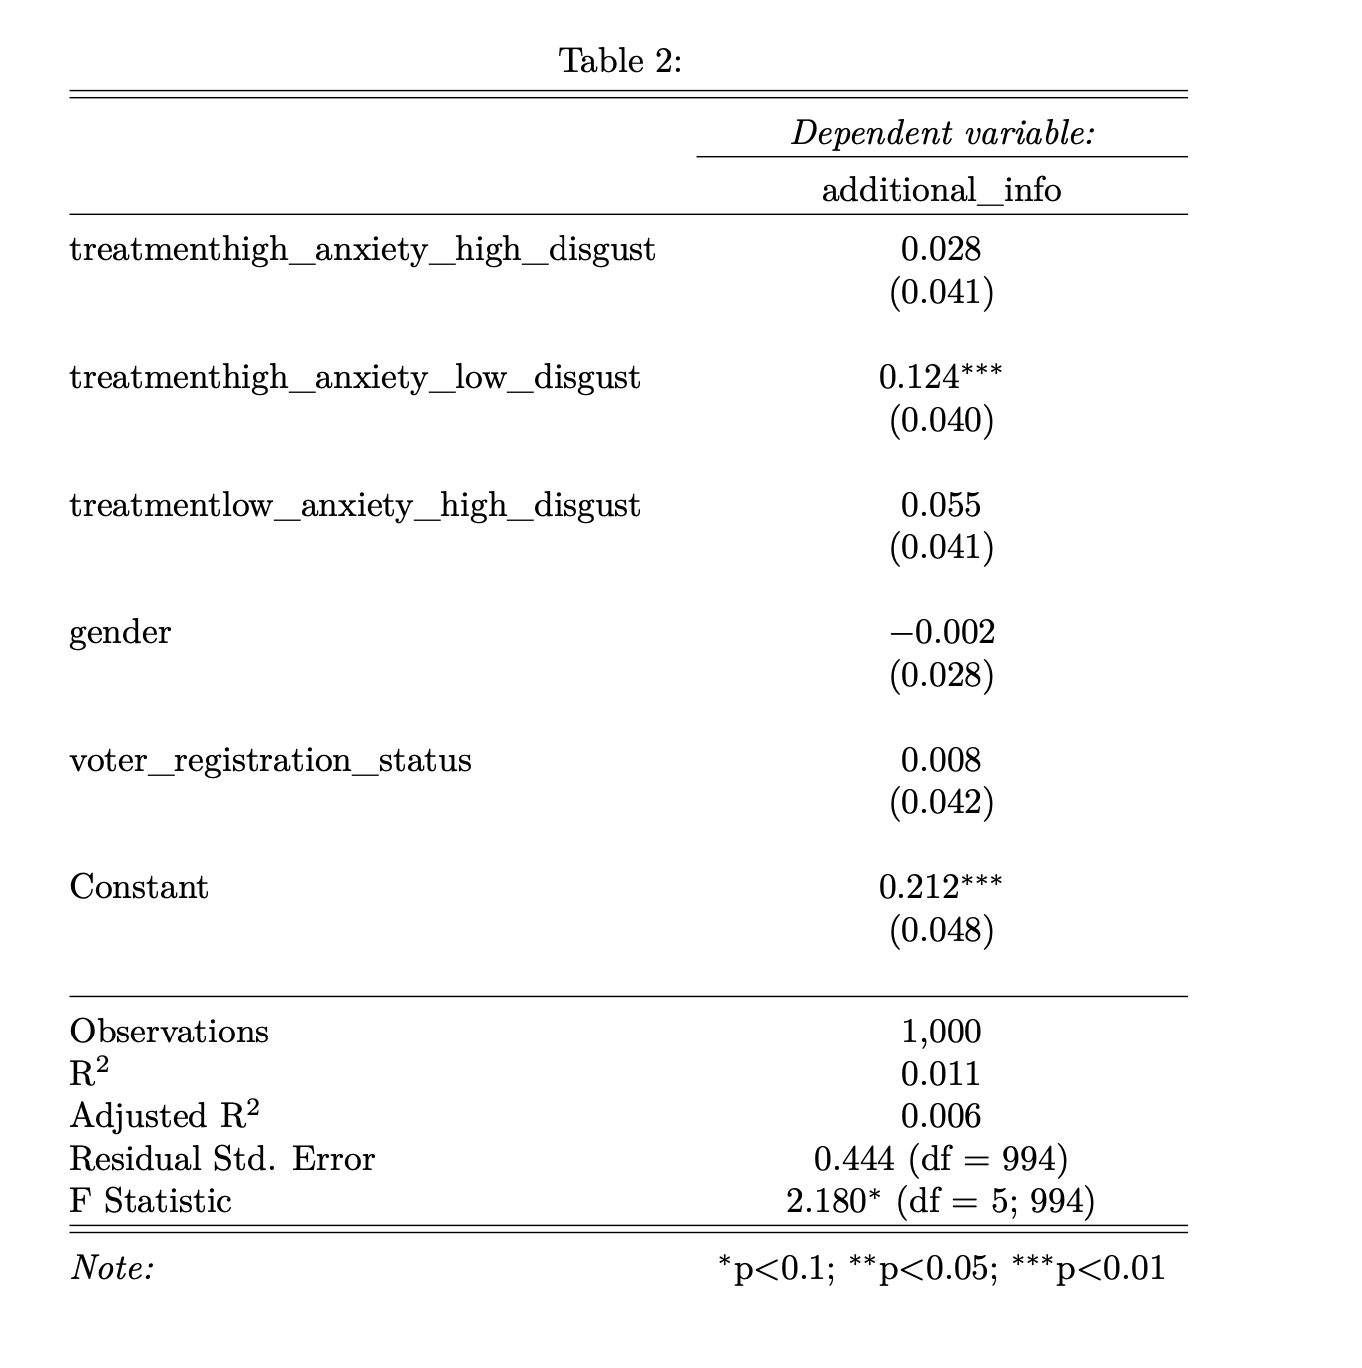 Table 2:
Dependent variable:
additional_info
treatmenthigh_anxiety_high_disgust 0.028
(0.041)
treatmenthigh_anxiety_low_disgust 0.124***
(0.040)
treatmentlow_anxiety_high_disgust 0.055
(0.041)
gender −0.002
(0.028)
voter_registration_status 0.008
(0.042)
Constant 0.212***
(0.048)
Observations 1,000
R² 0.011
Adjusted R² 0.006
Residual Std. Error 0.444 (df = 994)
F Statistic 2.180* (df = 5; 994)
Note: *p<0.1; **p<0.05; ***p<0.01